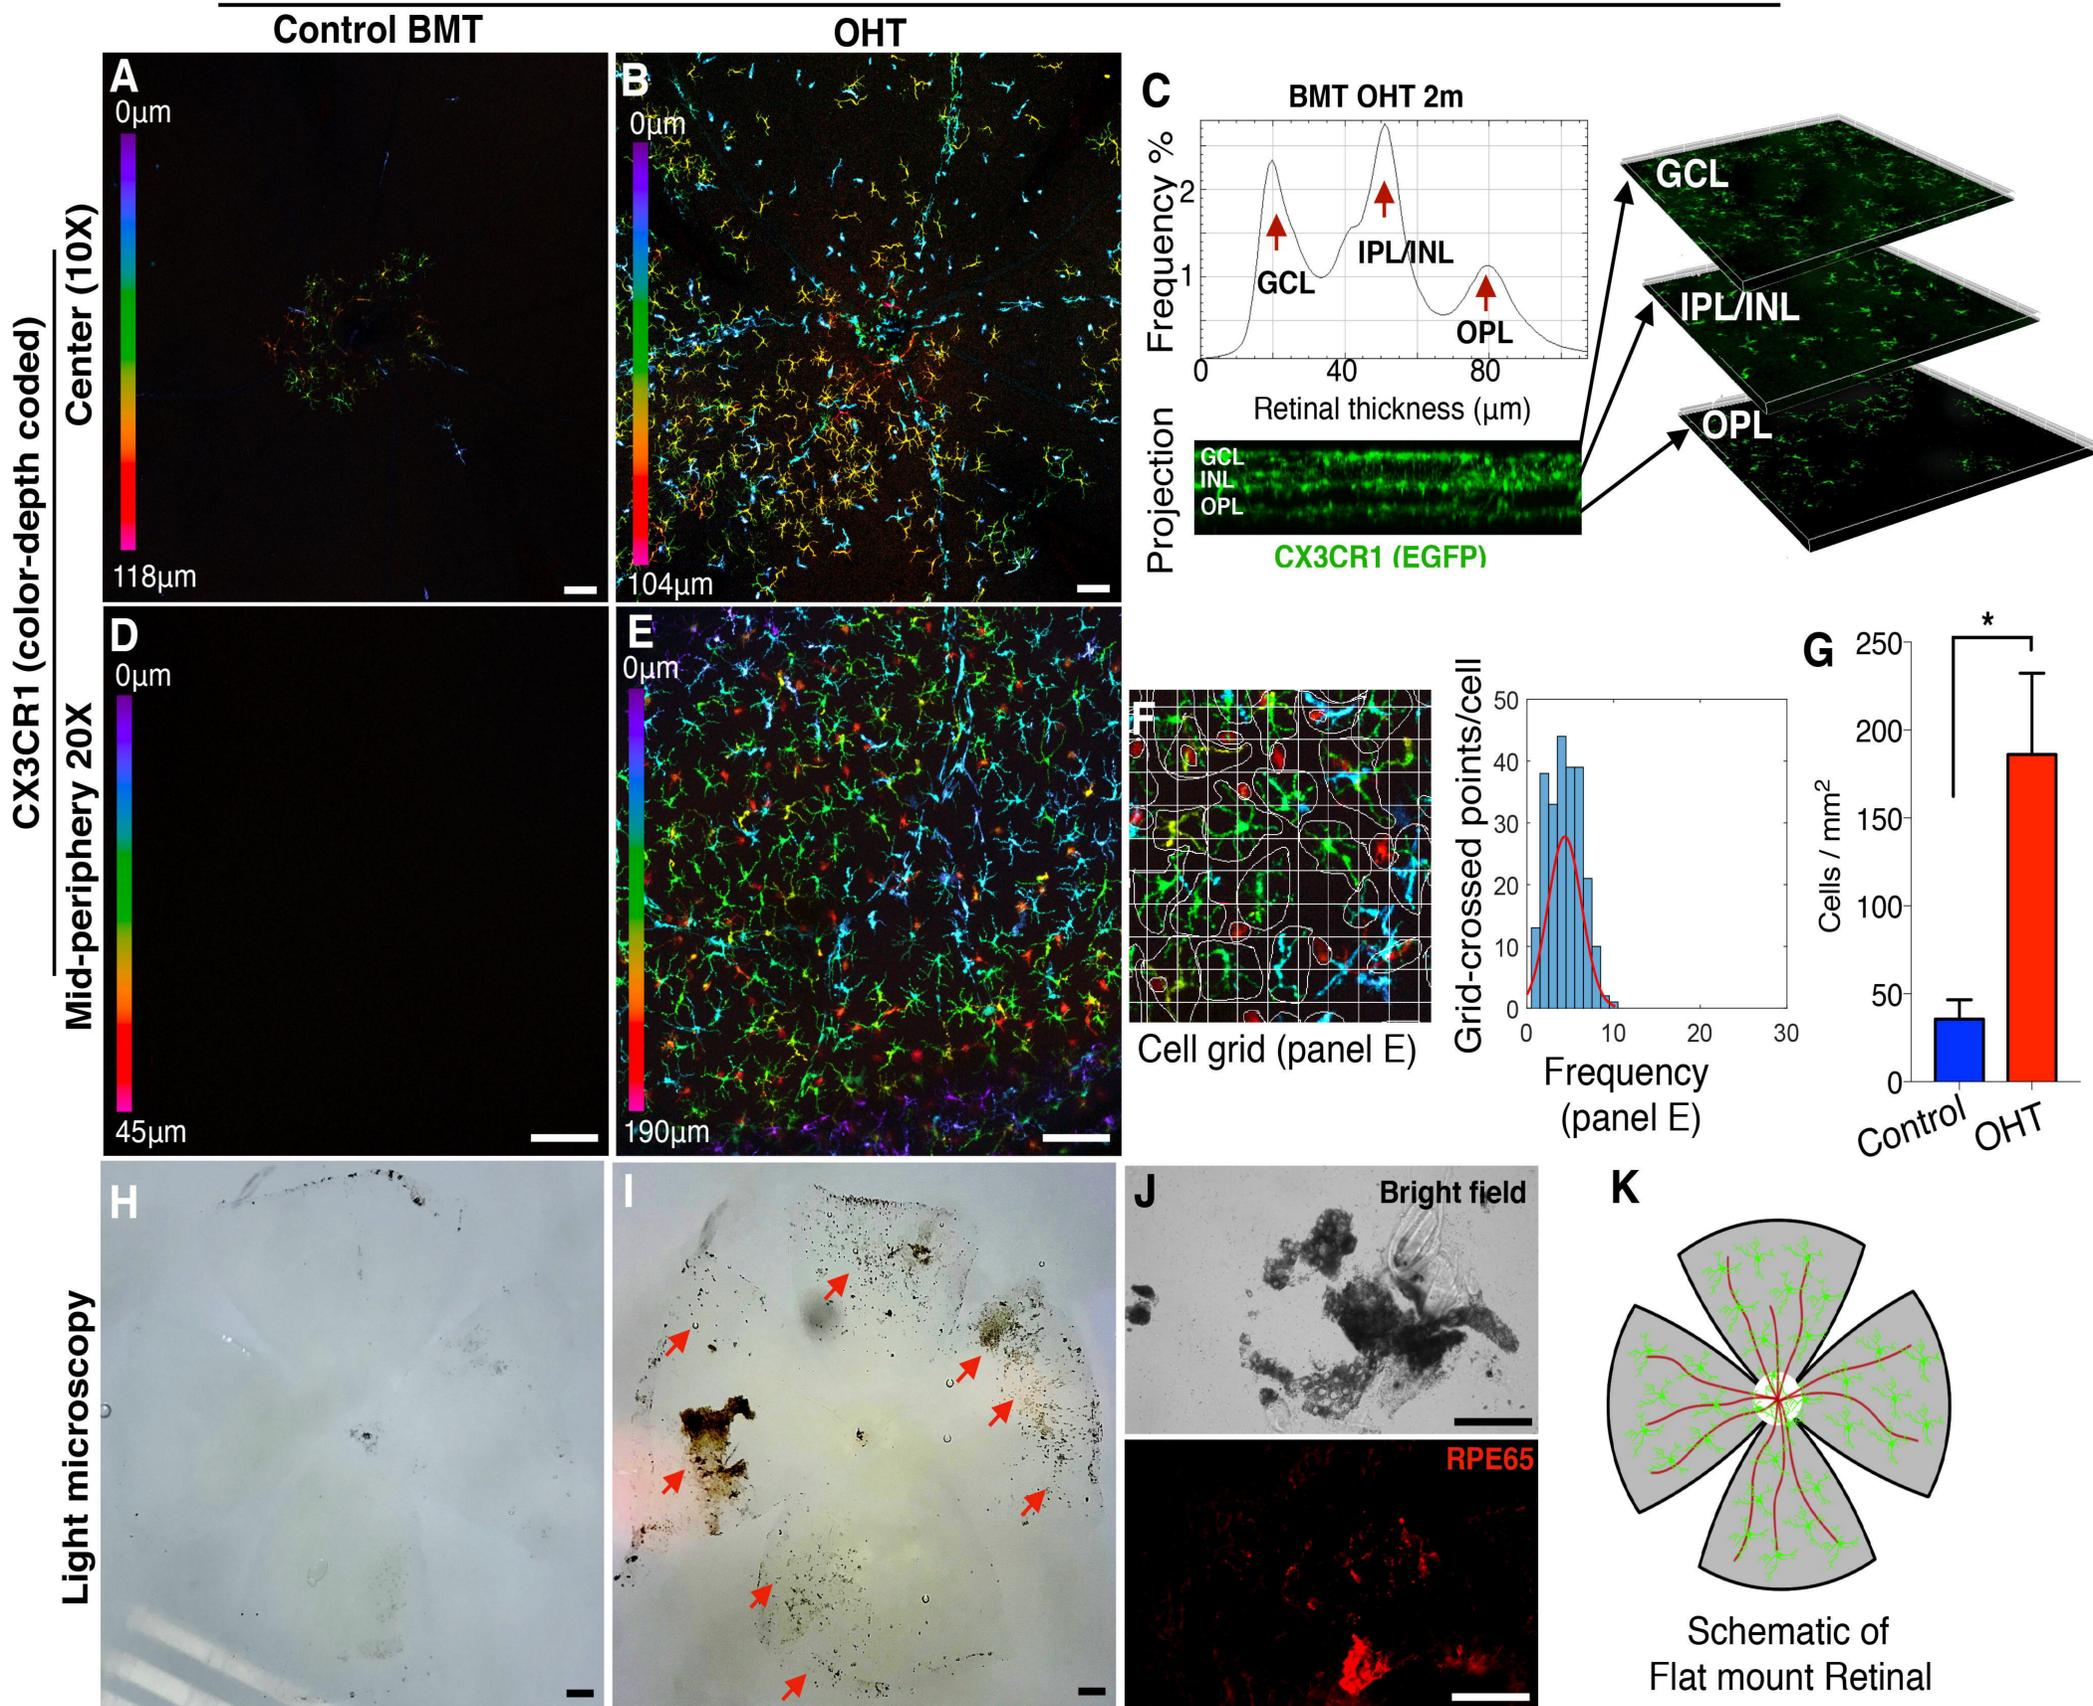 Control BMT
OHT
CX3CR1 (color-depth coded)
Center (10X)
Mid-periphery 20X
Light microscopy
A
0µm
118µm
B
0µm
104µm
C
BMT OHT 2m
Frequency %
2
1
GCL
IPL/INL
OPL
0
40
80
Retinal thickness (µm)
Projection
GCL
INL
OPL
CX3CR1 (EGFP)
GCL
IPL/INL
OPL
D
0µm
45µm
E
0µm
190µm
F
Cell grid (panel E)
Grid-crossed points/cell
50
40
30
20
10
0
0
10
20
30
Frequency
(panel E)
G
*
Cells / mm2
250
200
150
100
50
0
Control
OHT
H
I
J
Bright field
RPE65
K
Schematic of
Flat mount Retinal